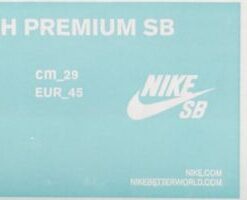 H PREMIUM SB
cm_29
EUR_45
NIKE
SB
NIKE.COM
NIKEBETTERWORLD.COM